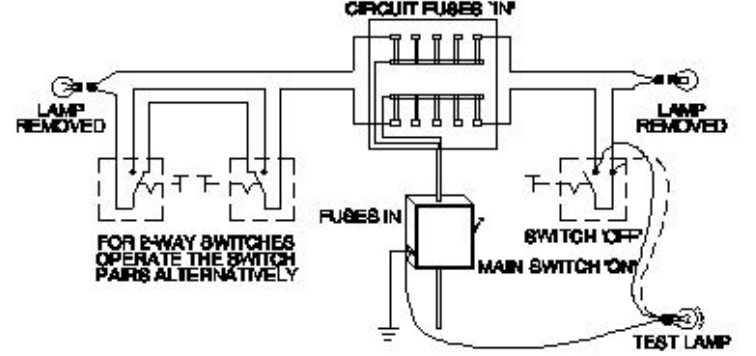 CIRCUIT FUSES 'IN'
LAMP
REMOVED
LAMP
REMOVED
FUSES IN
SWITCH 'OFF'
FOR 2-WAY SWITCHES
OPERATE THE SWITCH
PAIRS ALTERNATIVELY
MAIN SWITCH 'ON'
TEST LAMP